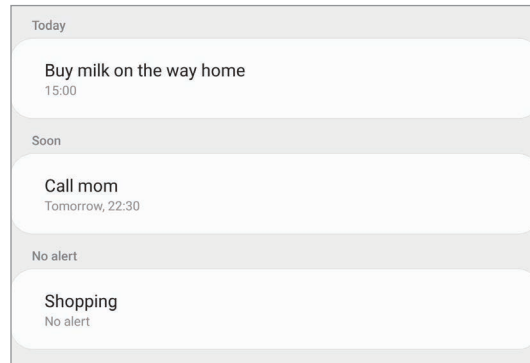 Today
Buy milk on the way home
15:00
Soon
Call mom
Tomorrow, 22:30
No alert
Shopping
No alert